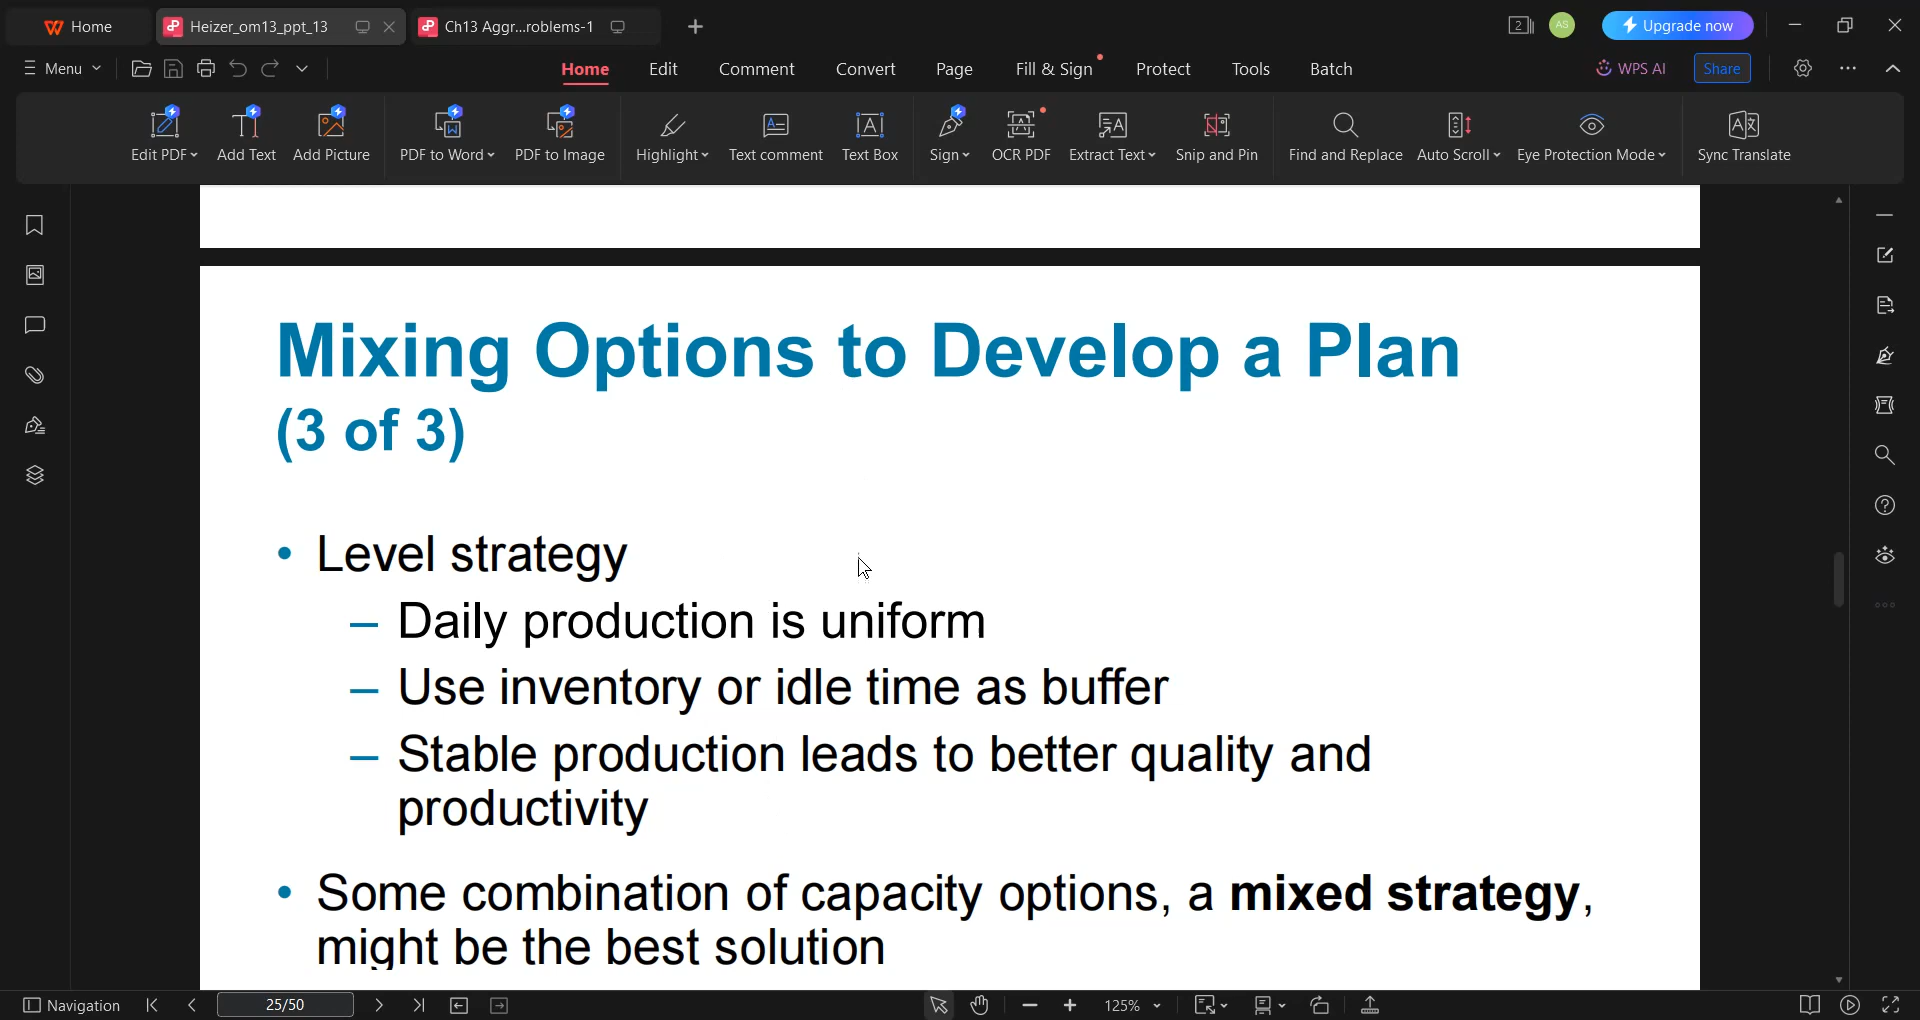 Home
Heizer_om13_ppt_13
Ch13 Aggr...roblems-1
2
AS
Upgrade now
Menu
Home
Edit
Comment
Convert
Page
Fill & Sign
Protect
Tools
Batch
WPS AI
Share
Edit PDF
Add Text
Add Picture
PDF to Word
PDF to Image
Highlight
Text comment
Text Box
Sign
OCR PDF
Extract Text
Snip and Pin
Find and Replace
Auto Scroll
Eye Protection Mode
Sync Translate
Mixing Options to Develop a Plan
(3 of 3)
• Level strategy
– Daily production is uniform
– Use inventory or idle time as buffer
– Stable production leads to better quality and
productivity
• Some combination of capacity options, a mixed strategy,
might be the best solution
Navigation
25/50
125%